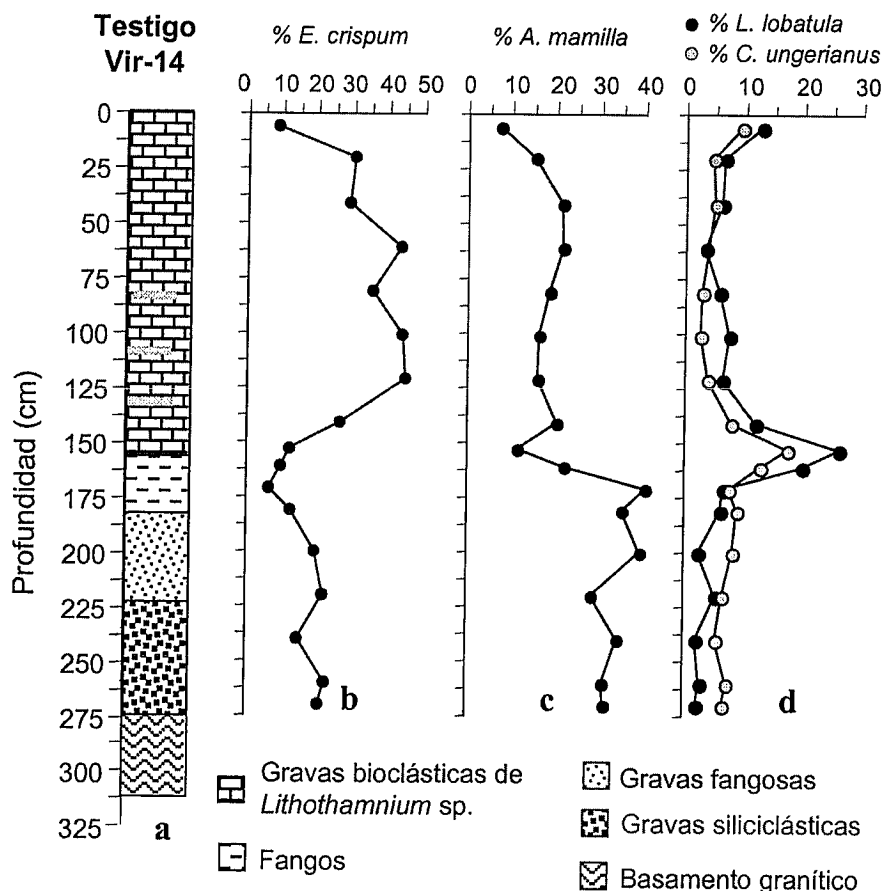 Testigo
Vir-14
% E. crispum
% A. mamilla
% L. lobatula
% C. ungerianus
0 10 20 30 40 50
0 10 20 30 40
0 10 20 30
Profundidad (cm)
0
25
50
75
100
125
150
175
200
225
250
275
300
325
a
b
c
d
Gravas bioclásticas de
Lithothamnium sp.
Fangos
Gravas fangosas
Gravas siliciclásticas
Basamento granítico